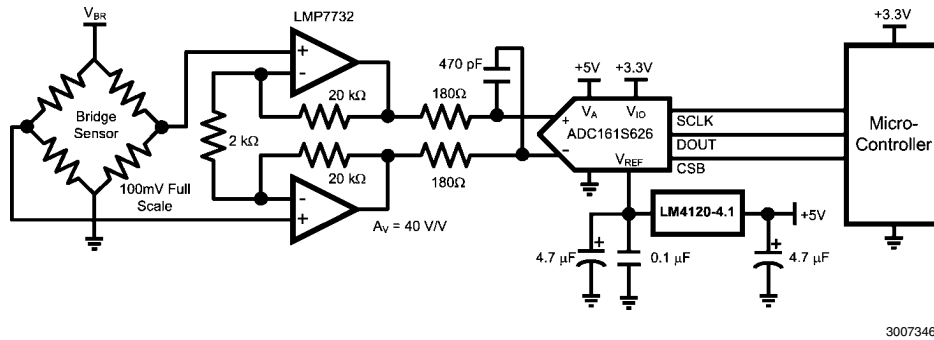 V_BR
LMP7732
+3.3V
470 pF
+5V
+3.3V
+
-
20 kΩ
180Ω
Bridge
Sensor
2 kΩ
+
-
V_A
V_IO
ADC161S626
V_REF
SCLK
DOUT
CSB
Micro-
Controller
20 kΩ
180Ω
100mV Full
Scale
-
+
A_V = 40 V/V
LM4120-4.1
+5V
4.7 µF
+
0.1 µF
+
4.7 µF
3007346